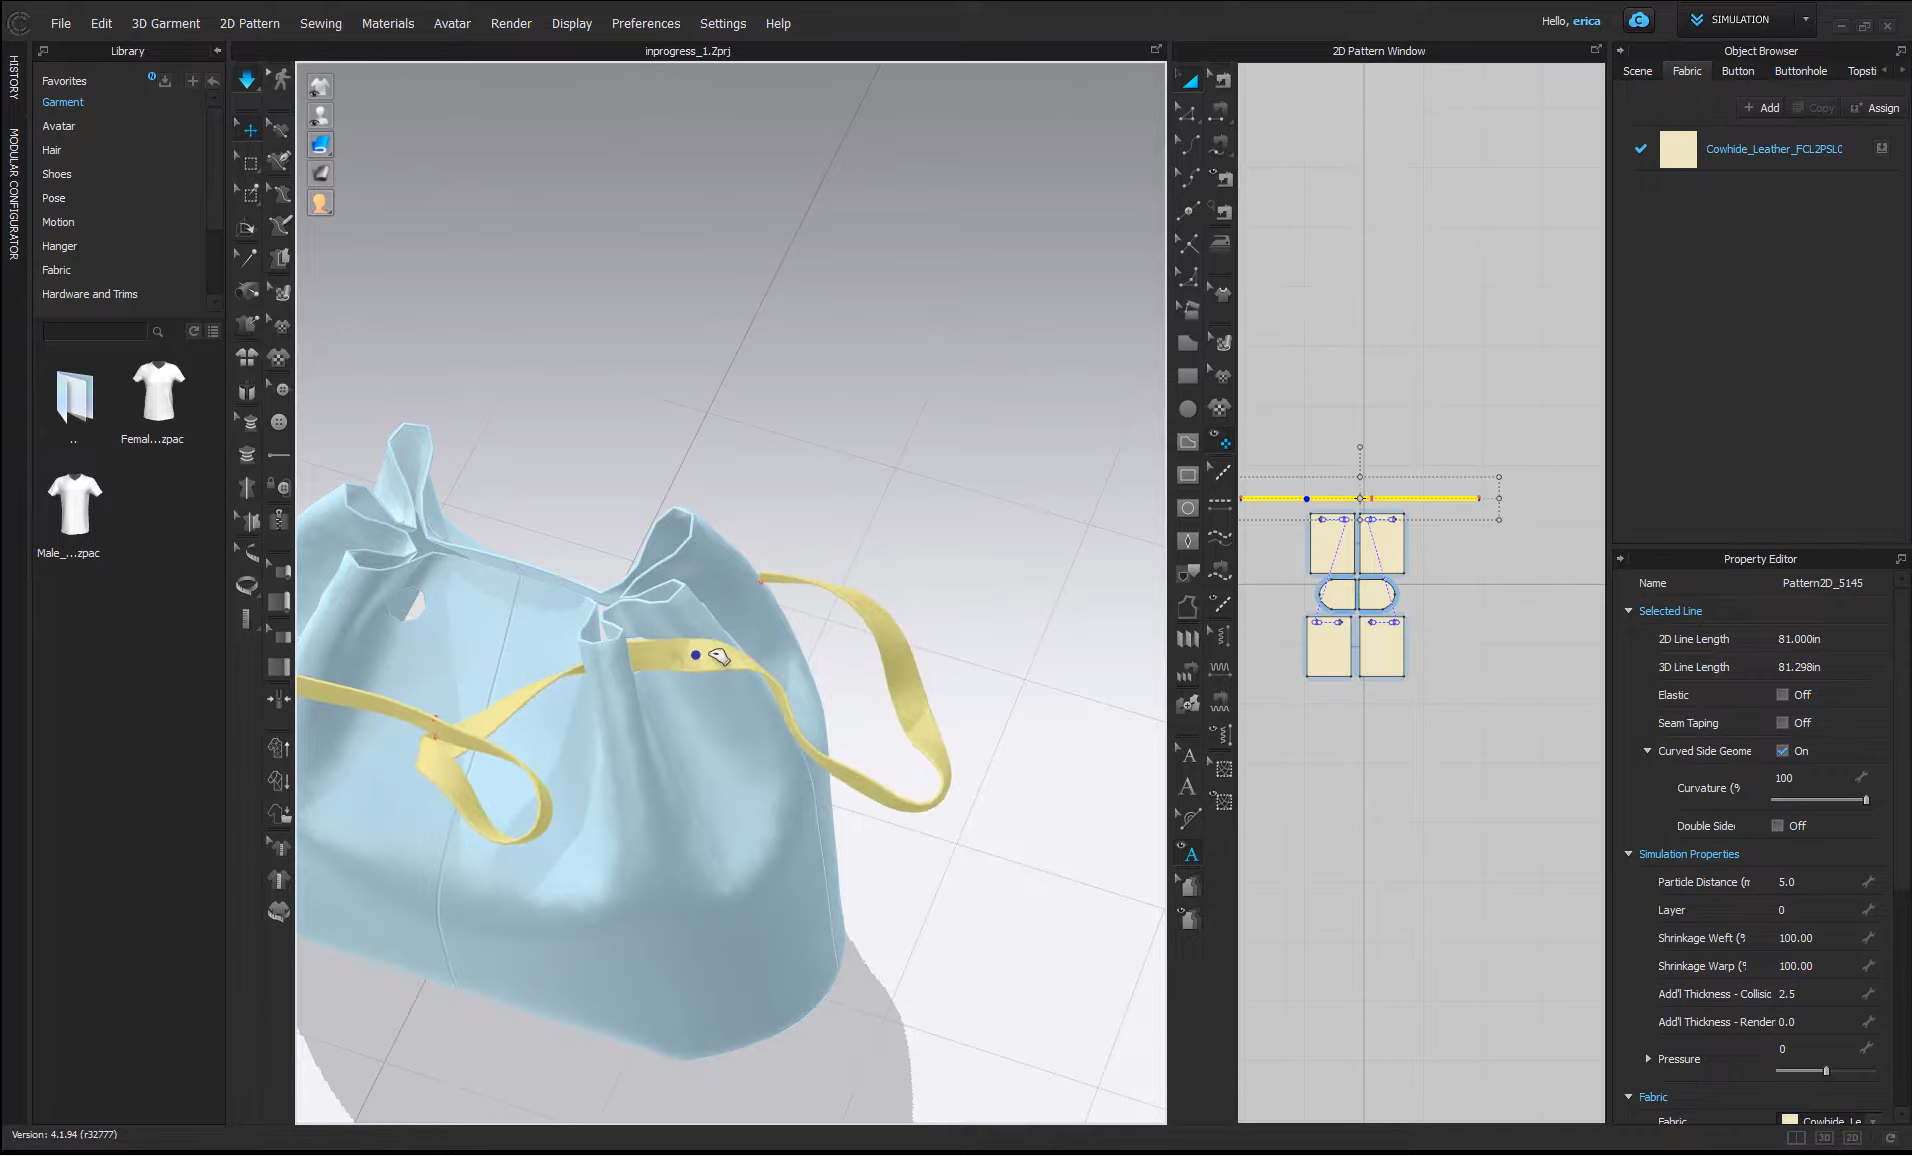 File Edit 3D Garment 2D Pattern Sewing Materials Avatar Render Display Preferences Settings Help
Hello, erica
SIMULATION
HISTORY
MODULAR CONFIGURATOR
Library
Favorites
Garment
Avatar
Hair
Shoes
Pose
Motion
Hanger
Fabric
Hardware and Trims
..
Femal...zpac
Male_...zpac
inprogress_1.Zprj
2D Pattern Window
A
A
A
Object Browser
Scene Fabric Button Buttonhole Topsti
Add Copy Assign
Cowhide_Leather_FCL2PSL0
Property Editor
Name Pattern2D_5145
Selected Line
2D Line Length 81.000in
3D Line Length 81.298in
Elastic Off
Seam Taping Off
Curved Side Geome On
Curvature (% 100
Double Side Off
Simulation Properties
Particle Distance (m 5.0
Layer 0
Shrinkage Weft (% 100.00
Shrinkage Warp (% 100.00
Add'l Thickness - Collisic 2.5
Add'l Thickness - Render 0.0
Pressure 0
Fabric
Fabric Cowhide_Le
Version: 4.1.94 (r32777)
3D 2D